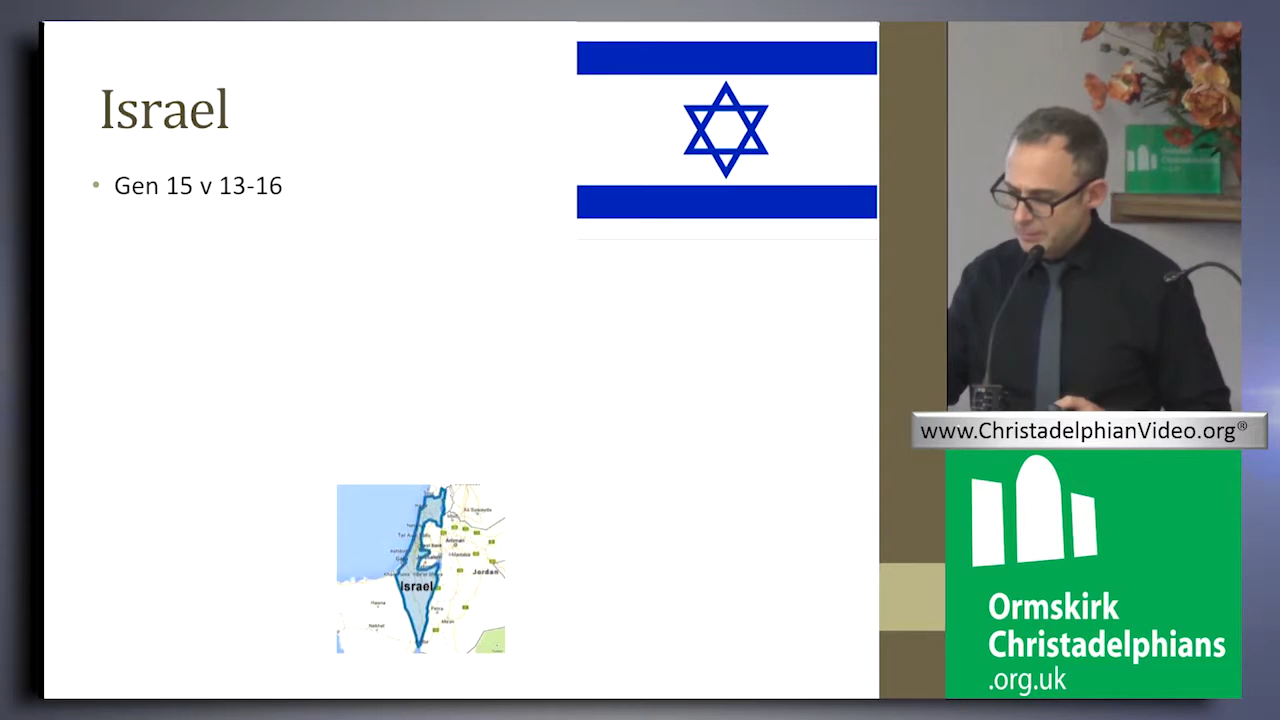 Israel
• Gen 15 v 13-16
Israel
Jordan
www.ChristadelphianVideo.org®
Ormskirk
Christadelphians
.org.uk